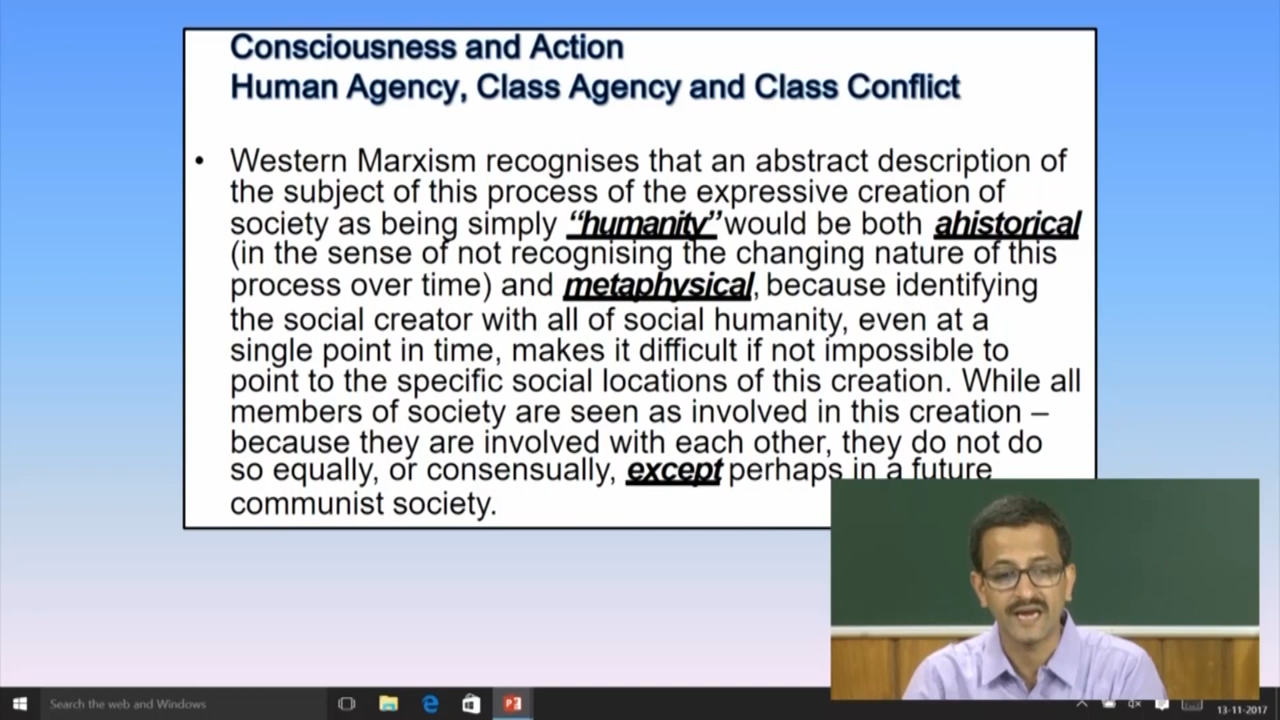 Consciousness and Action
Human Agency, Class Agency and Class Conflict
• Western Marxism recognises that an abstract description of
the subject of this process of the expressive creation of
society as being simply “humanity” would be both ahistorical
(in the sense of not recognising the changing nature of this
process over time) and metaphysical, because identifying
the social creator with all of social humanity, even at a
single point in time, makes it difficult if not impossible to
point to the specific social locations of this creation. While all
members of society are seen as involved in this creation –
because they are involved with each other, they do not do
so equally, or consensually, except perhaps in a future
communist society.
Search the web and Windows
13-11-2017